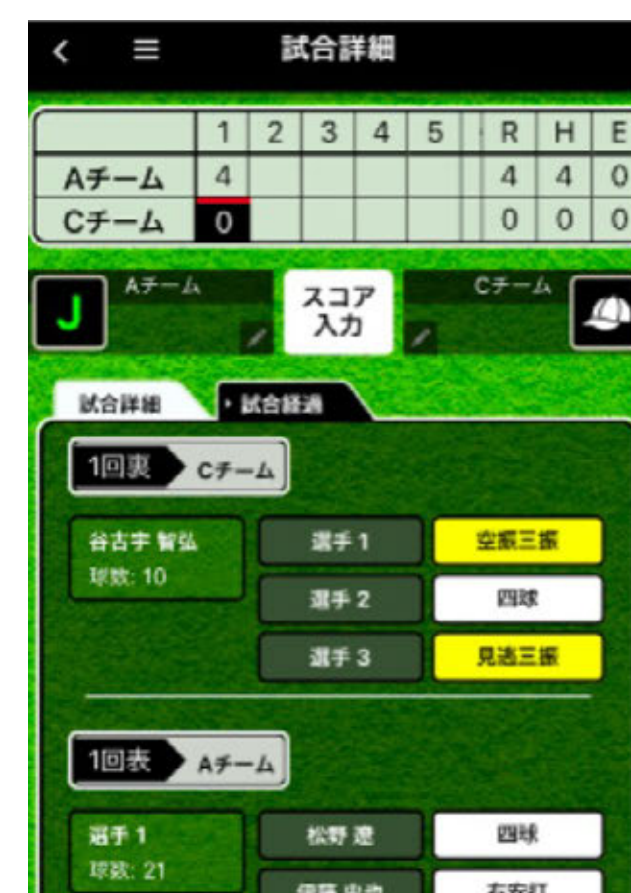 試合詳細
1 2 3 4 5 R H E
Aチーム 4 4 4 0
Cチーム 0 0 0 0
J Aチーム スコア入力 Cチーム
試合詳細 試合経過
1回裏 Cチーム
谷古宇 智弘 選手 1 空振三振
球数: 10
選手 2 四球
選手 3 見逃三振
1回表 Aチーム
選手 1 松野 遼 四球
球数: 21